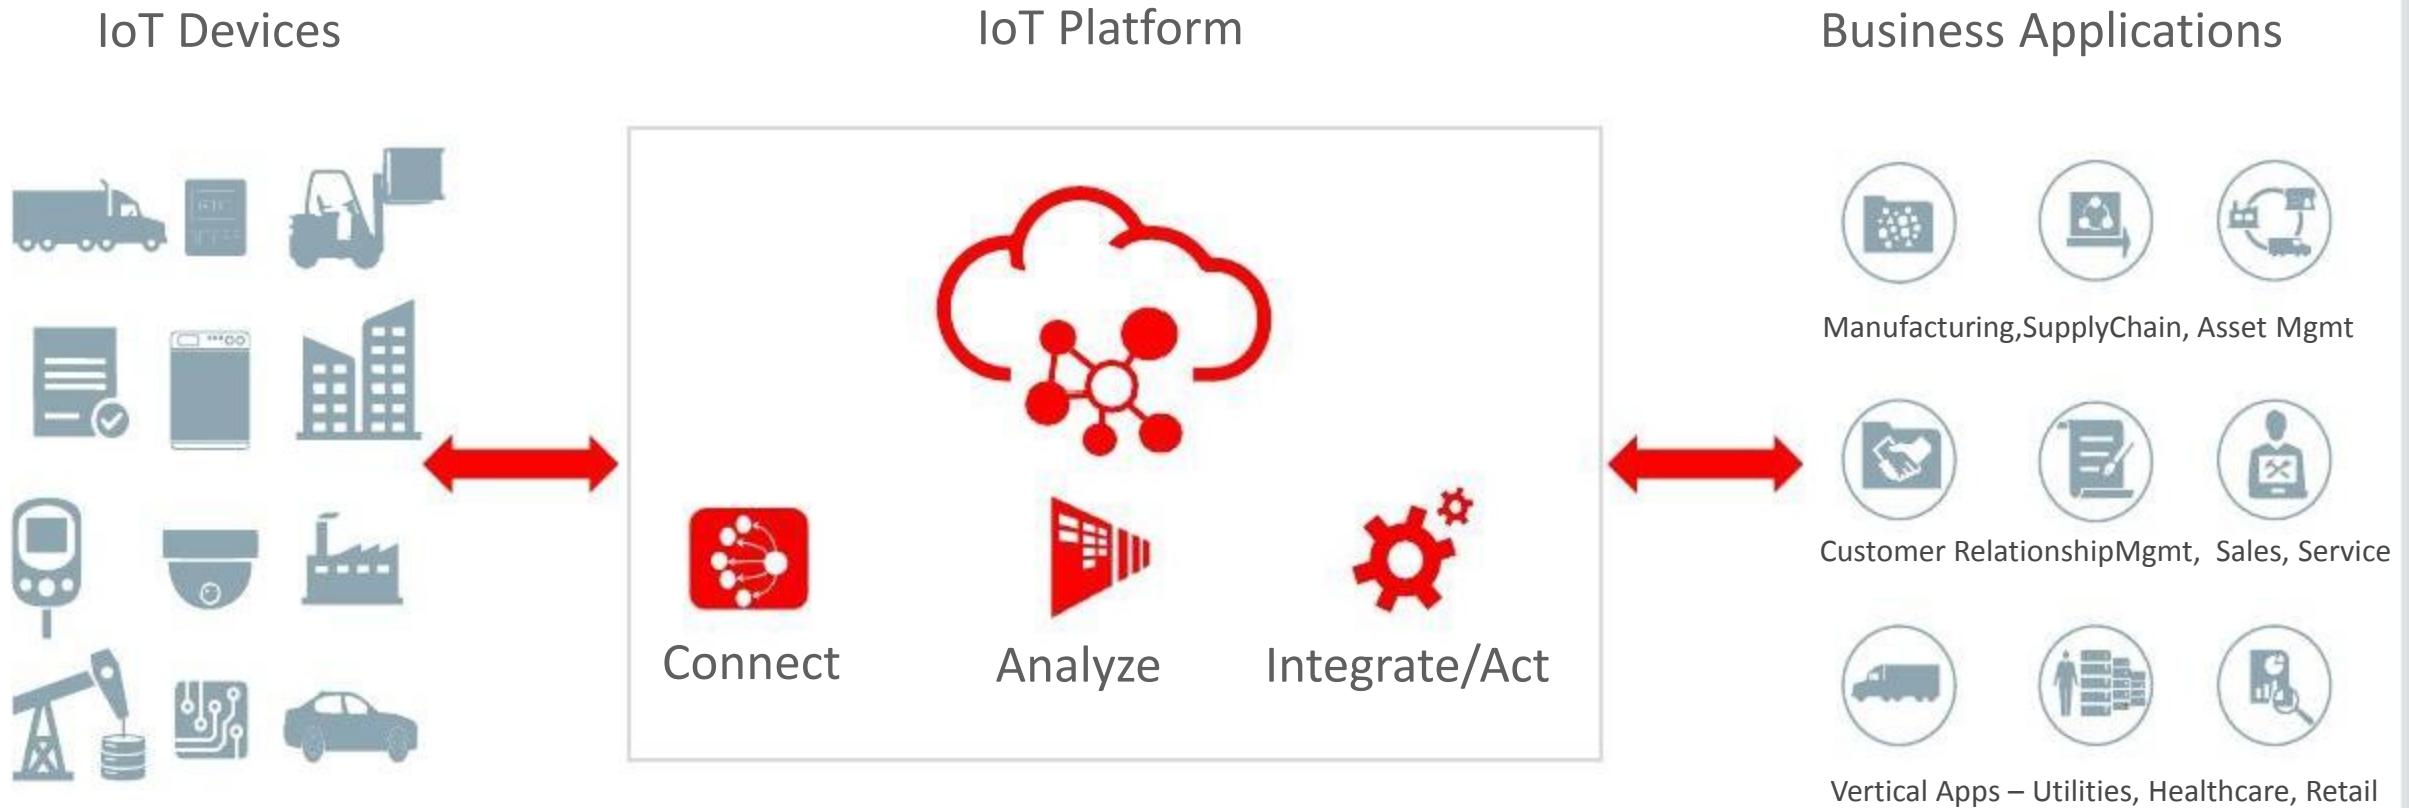 IoT Devices
IoT Platform
Business Applications
Manufacturing,SupplyChain, Asset Mgmt
Customer RelationshipMgmt, Sales, Service
Connect
Analyze
Integrate/Act
Vertical Apps – Utilities, Healthcare, Retail